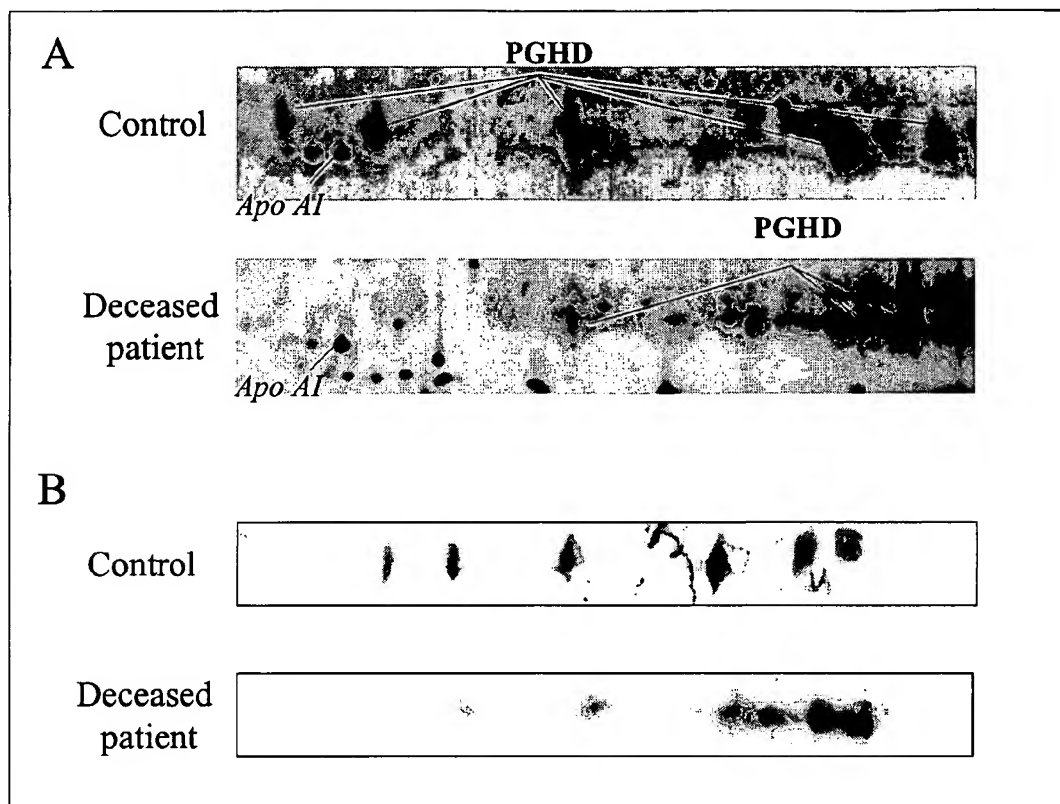 A
PGHD
Control
Apo AI
PGHD
Deceased
patient
Apo AI
B
Control
Deceased
patient